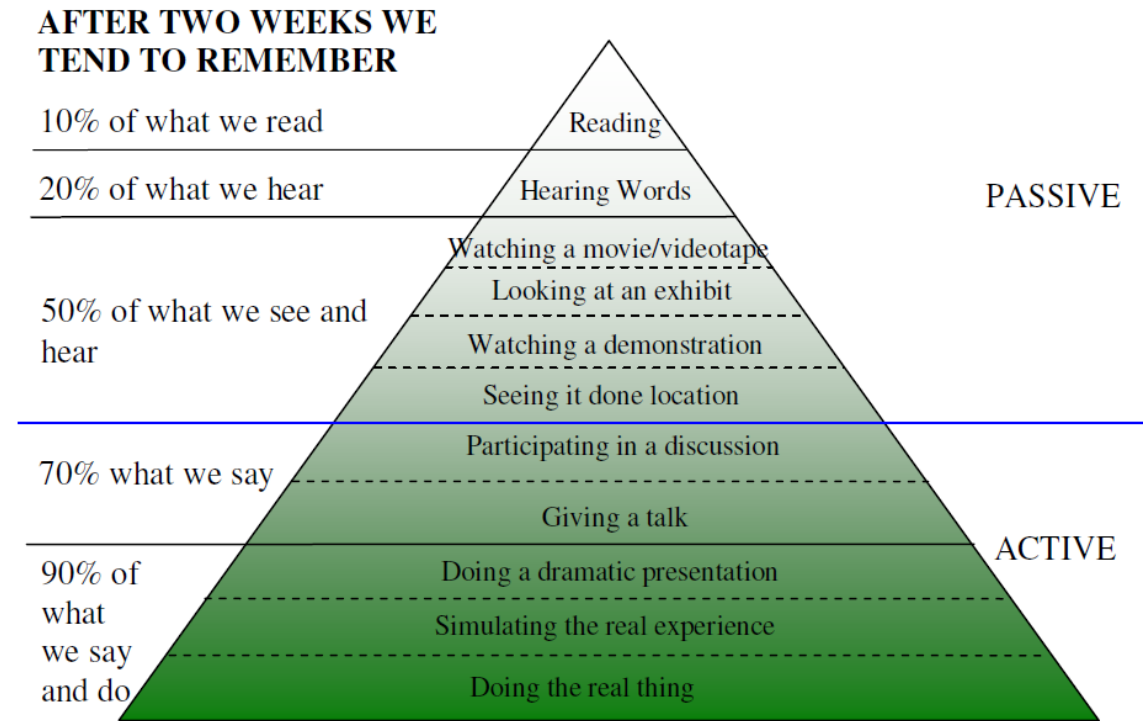 AFTER TWO WEEKS WE
TEND TO REMEMBER
10% of what we read
Reading
20% of what we hear
Hearing Words
PASSIVE
Watching a movie/videotape
Looking at an exhibit
50% of what we see and
hear
Watching a demonstration
Seeing it done location
Participating in a discussion
70% what we say
Giving a talk
ACTIVE
90% of
what
we say
and do
Doing a dramatic presentation
Simulating the real experience
Doing the real thing